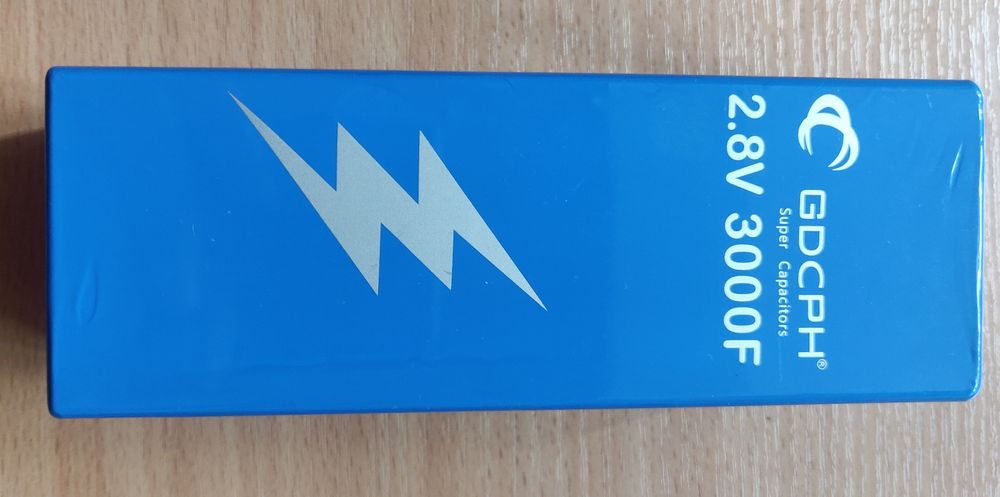 GDCPH®
Super Capacitors
2.8V 3000F